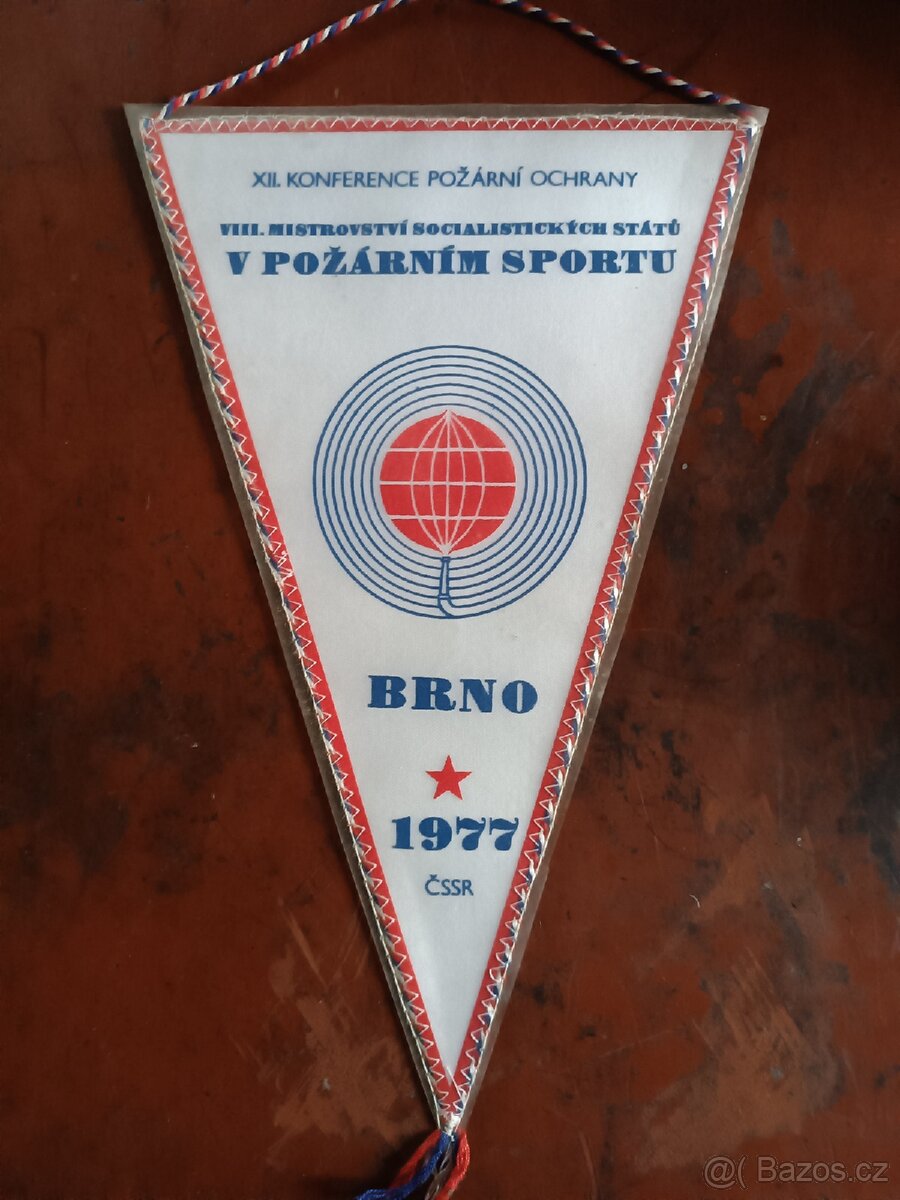 XII. KONFERENCE POŽÁRNÍ OCHRANY
VIII. MISTROVSTVÍ SOCIALISTICKÝCH STÁTŮ
V POŽÁRNÍM SPORTU
BRNO
1977
ČSSR
@( Bazos.cz